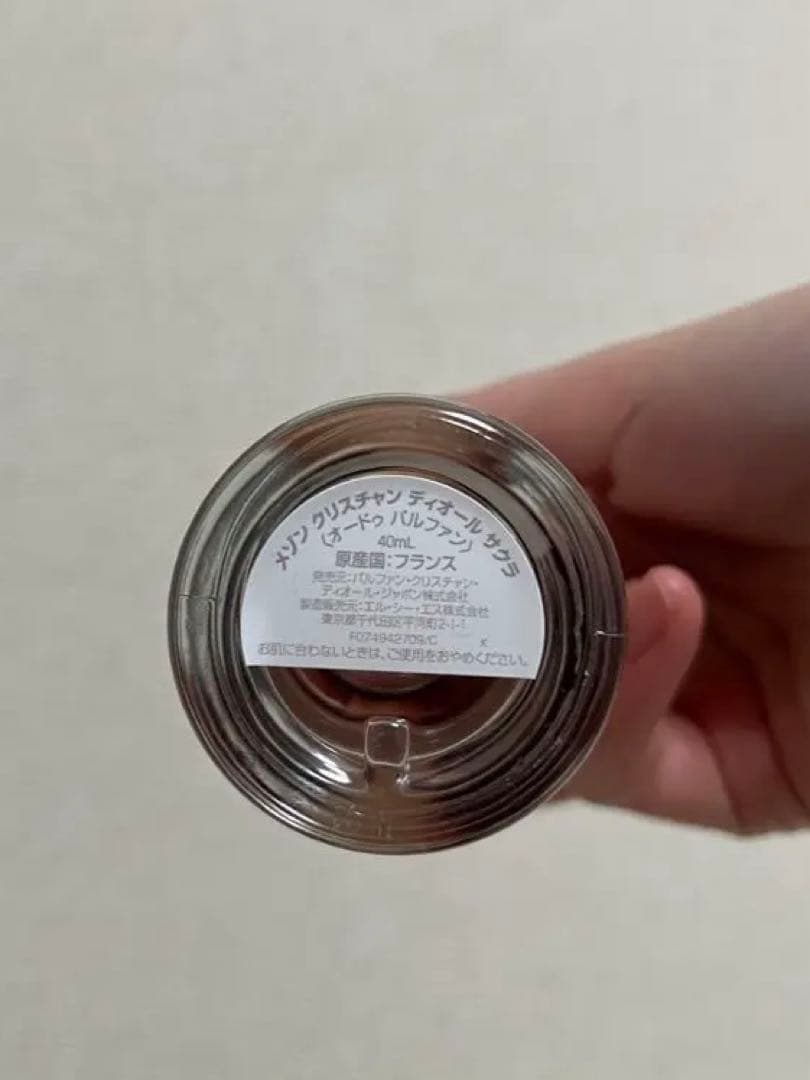 メゾン クリスチャン ディオール サクラ
(オードゥ パルファン)
40mL
原産国:フランス
発売元:パルファン・クリスチャン・
ディオール・ジャポン株式会社
製造販売元:エル・シー・エス株式会社
東京都千代田区平河町2-1-1
F074942709/C K
お肌に合わないときは、ご使用をおやめください。